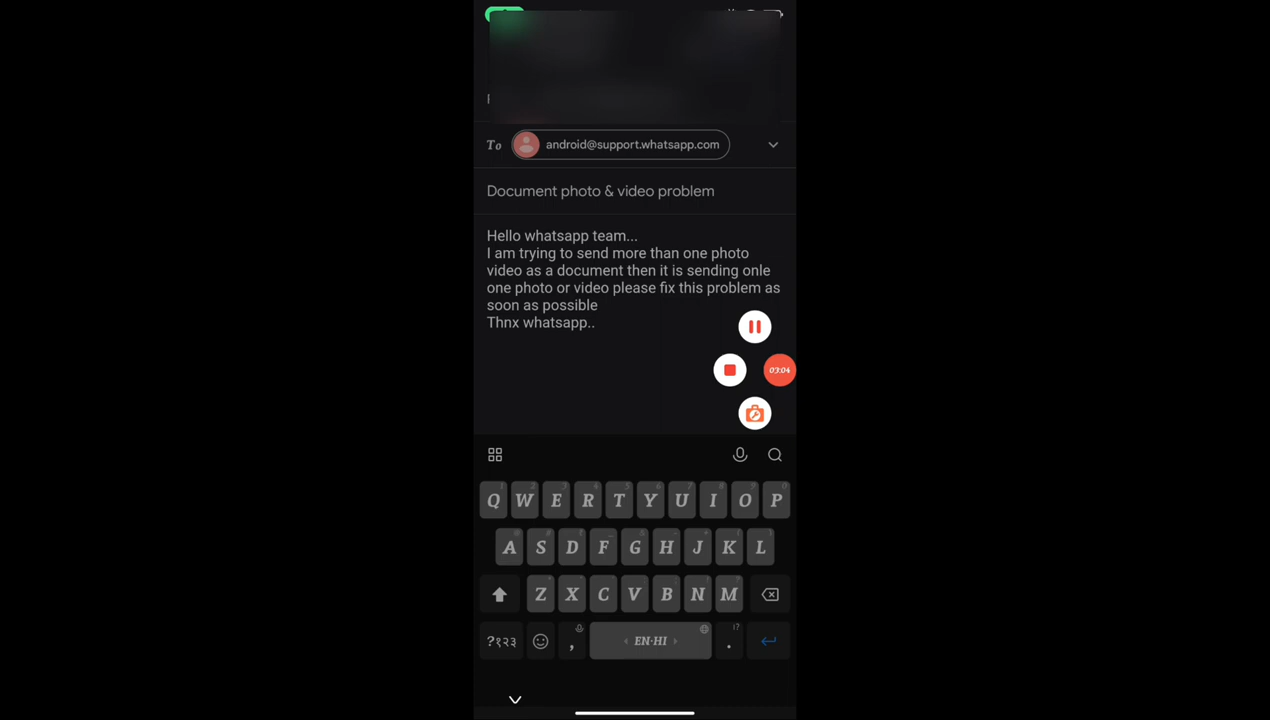 To android@support.whatsapp.com
Document photo & video problem
Hello whatsapp team...
I am trying to send more than one photo
video as a document then it is sending onle
one photo or video please fix this problem as
soon as possible
Thnx whatsapp..
03:04
Q W E R T Y U I O P
A S D F G H J K L
Z X C V B N M
?१२३ , EN·HI .